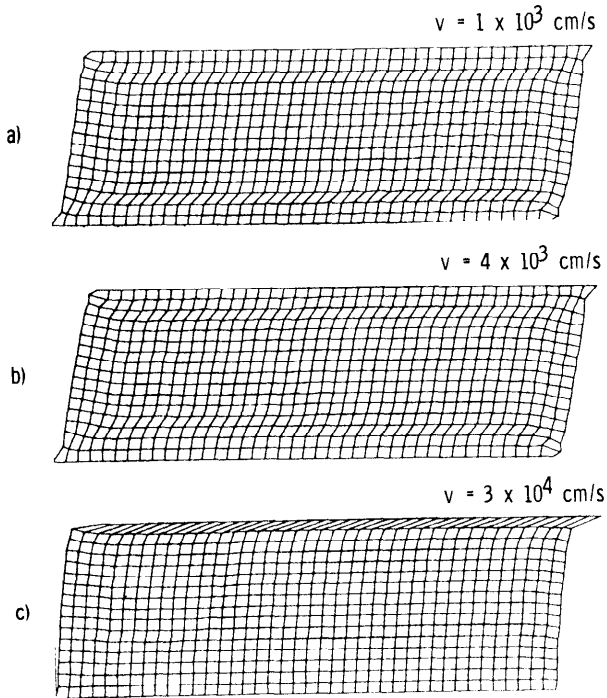 v = 1 x 10³ cm/s
a)
v = 4 x 10³ cm/s
b)
v = 3 x 10⁴ cm/s
c)